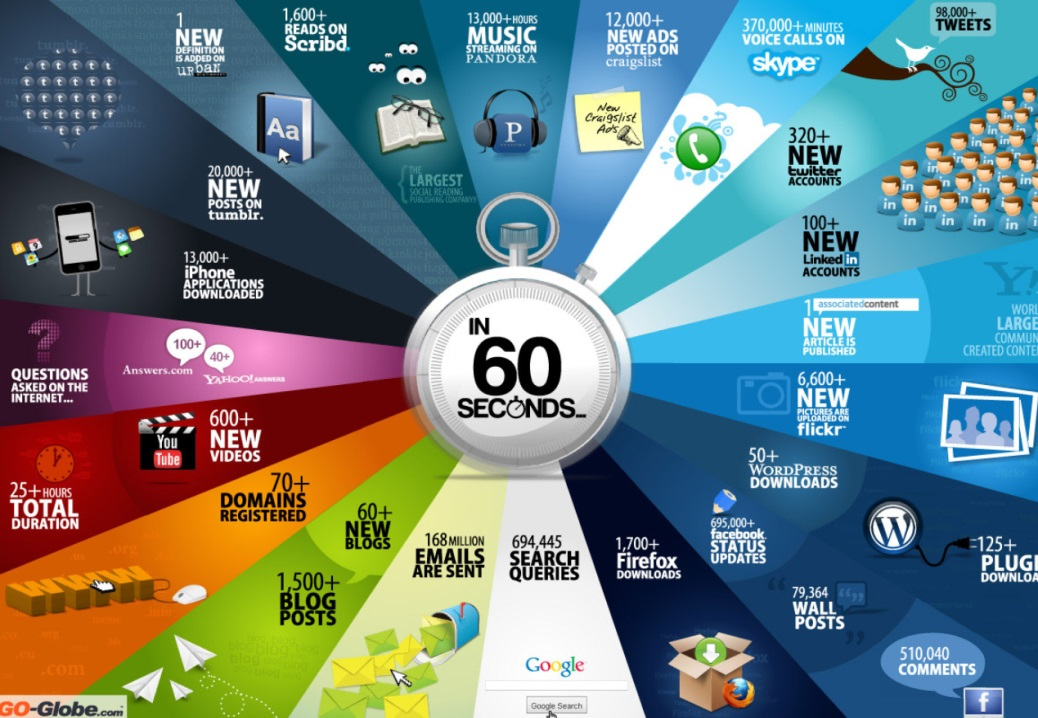 1
NEW
DEFINITION
IS ADDED ON
URBAN
1,600+
READS ON
Scribd.
13,000+HOURS
MUSIC
STREAMING ON
PANDORA
12,000+
NEW ADS
POSTED ON
craigslist
370,000+ MINUTES
VOICE CALLS ON
skype
98,000+
TWEETS
Aa
P
New
Craigslist
Ads
THE
LARGEST
SOCIAL READING
PUBLISHING COMPANY
20,000+
NEW
POSTS ON
tumblr.
320+
NEW
twitter
ACCOUNTS
13,000+
iPhone
APPLICATIONS
DOWNLOADED
100+
NEW
Linked in
ACCOUNTS
IN
60
SECONDS...
1
associatedcontent
NEW
ARTICLE IS
PUBLISHED
Y!
WORL
LARGE
COMMUN
CREATED CONTE
QUESTIONS
ASKED ON THE
INTERNET...
100+
Answers.com
40+
YAHOO! ANSWERS
6,600+
NEW
PICTURES ARE
UPLOADED ON
flickr
You
Tube
600+
NEW
VIDEOS
25+HOURS
TOTAL
DURATION
50+
WORDPRESS
DOWNLOADS
W
125+
PLUGI
DOWNLOA
70+
DOMAINS
REGISTERED
WWW
.org
.com
60+
NEW
BLOGS
1,500+
BLOG
POSTS
168 MILLION
EMAILS
ARE SENT
694,445
SEARCH
QUERIES
Google
Google Search
1,700+
Firefox
DOWNLOADS
695,000+
facebook
STATUS
UPDATES
79,364
WALL
POSTS
510,040
COMMENTS
f
GO-Globe.com